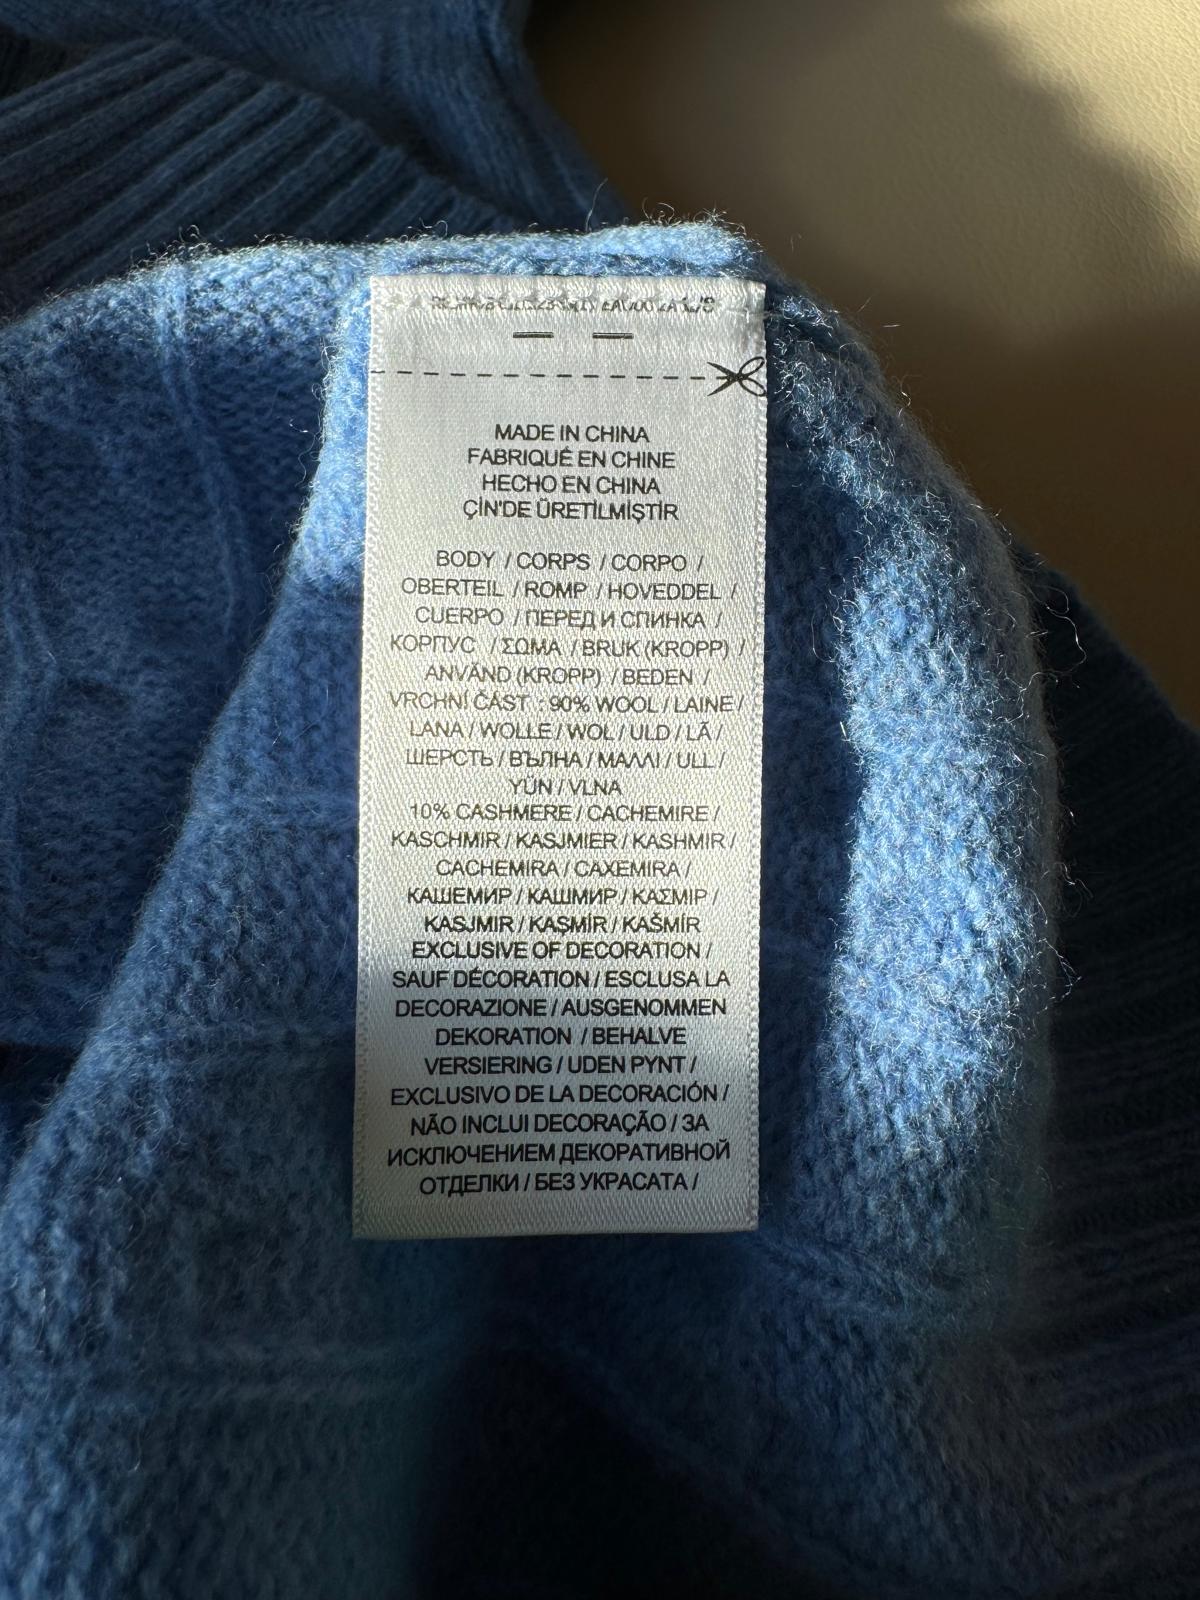 MADE IN CHINA
FABRIQUÉ EN CHINE
HECHO EN CHINA
ÇİN'DE ÜRETİLMİŞTİR
BODY / CORPS / CORPO /
OBERTEIL / ROMP / HOVEDDEL /
CUERPO / ПЕРЕД И СПИНКА /
КОРПУС / ΣΩΜΑ / BRUK (KROPP) /
ANVÄND (KROPP) / BEDEN /
VRCHNÍ ČÁST : 90% WOOL / LAINE /
LANA / WOLLE / WOL / ULD / LÃ /
ШЕРСТЬ / ВЪЛНА / ΜΑΛΛΙ / ULL /
YÜN / VLNA
10% CASHMERE / CACHEMIRE /
KASCHMIR / KASJMIER / KASHMIR /
CACHEMIRA / CAXEMIRA /
КАШЕМИР / КАШМИР / ΚΑΣΜΙΡ /
KASJMIR / KAŞMİR / KAŠMÍR
EXCLUSIVE OF DECORATION /
SAUF DÉCORATION / ESCLUSA LA
DECORAZIONE / AUSGENOMMEN
DEKORATION / BEHALVE
VERSIERING / UDEN PYNT /
EXCLUSIVO DE LA DECORACIÓN /
NÃO INCLUI DECORAÇÃO / ЗА
ИСКЛЮЧЕНИЕМ ДЕКОРАТИВНОЙ
ОТДЕЛКИ / БЕЗ УКРАСАТА /